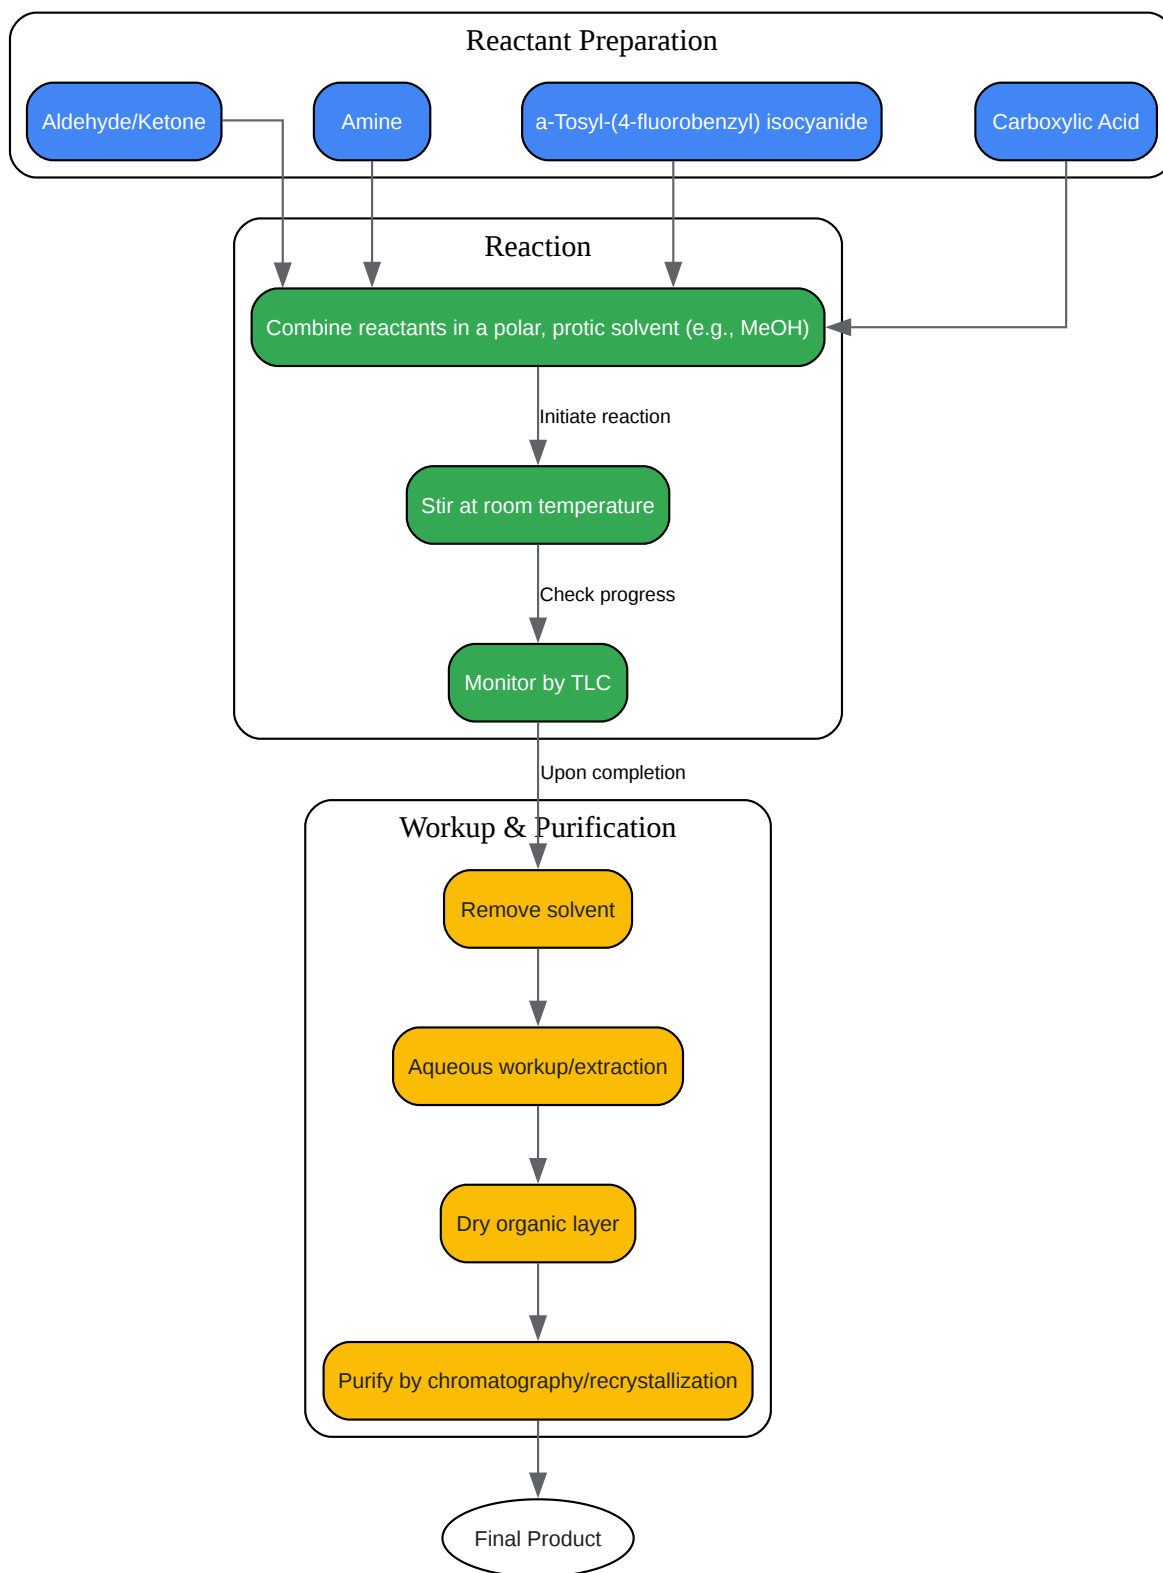 Reactant Preparation
Aldehyde/Ketone
Amine
a-Tosyl-(4-fluorobenzyl) isocyanide
Carboxylic Acid
Reaction
Combine reactants in a polar, protic solvent (e.g., MeOH)
Initiate reaction
Stir at room temperature
Check progress
Monitor by TLC
Upon completion
Workup & Purification
Remove solvent
Aqueous workup/extraction
Dry organic layer
Purify by chromatography/recrystallization
Final Product